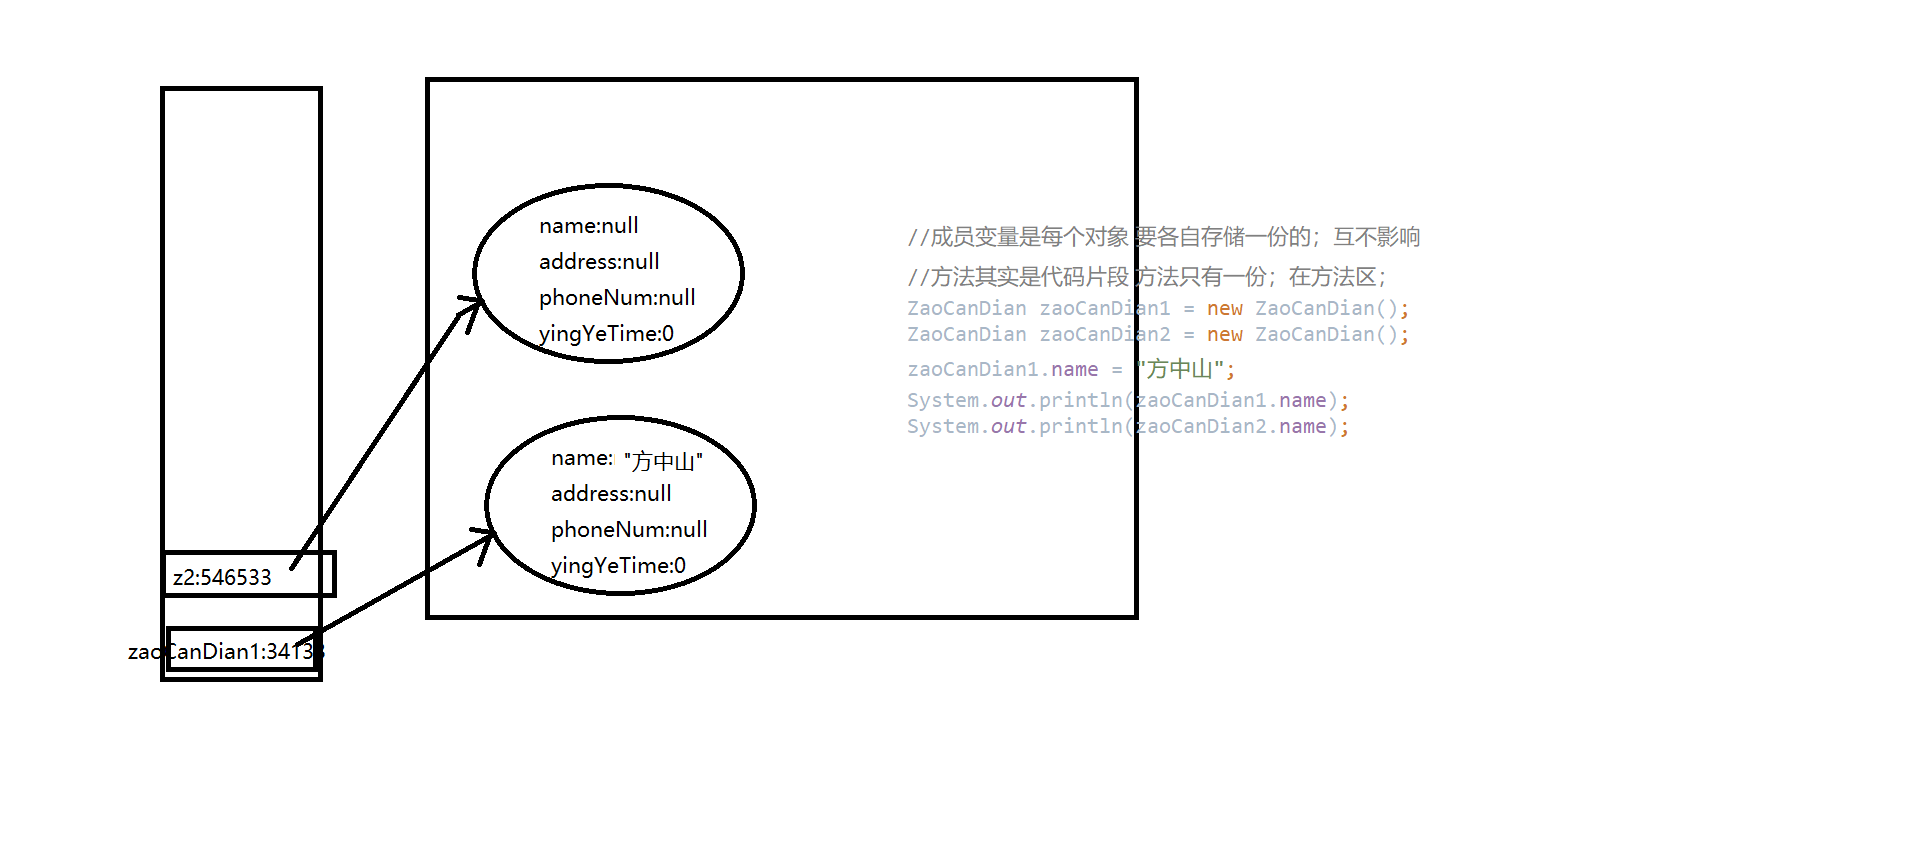 name:null
address:null
phoneNum:null
yingYeTime:0
name: "方中山"
address:null
phoneNum:null
yingYeTime:0
z2:546533
zaoCanDian1:34133
//成员变量是每个对象 要各自存储一份的；互不影响
//方法其实是代码片段 方法只有一份；在方法区；
ZaoCanDian zaoCanDian1 = new ZaoCanDian();
ZaoCanDian zaoCanDian2 = new ZaoCanDian();
zaoCanDian1.name = "方中山";
System.out.println(zaoCanDian1.name);
System.out.println(zaoCanDian2.name);